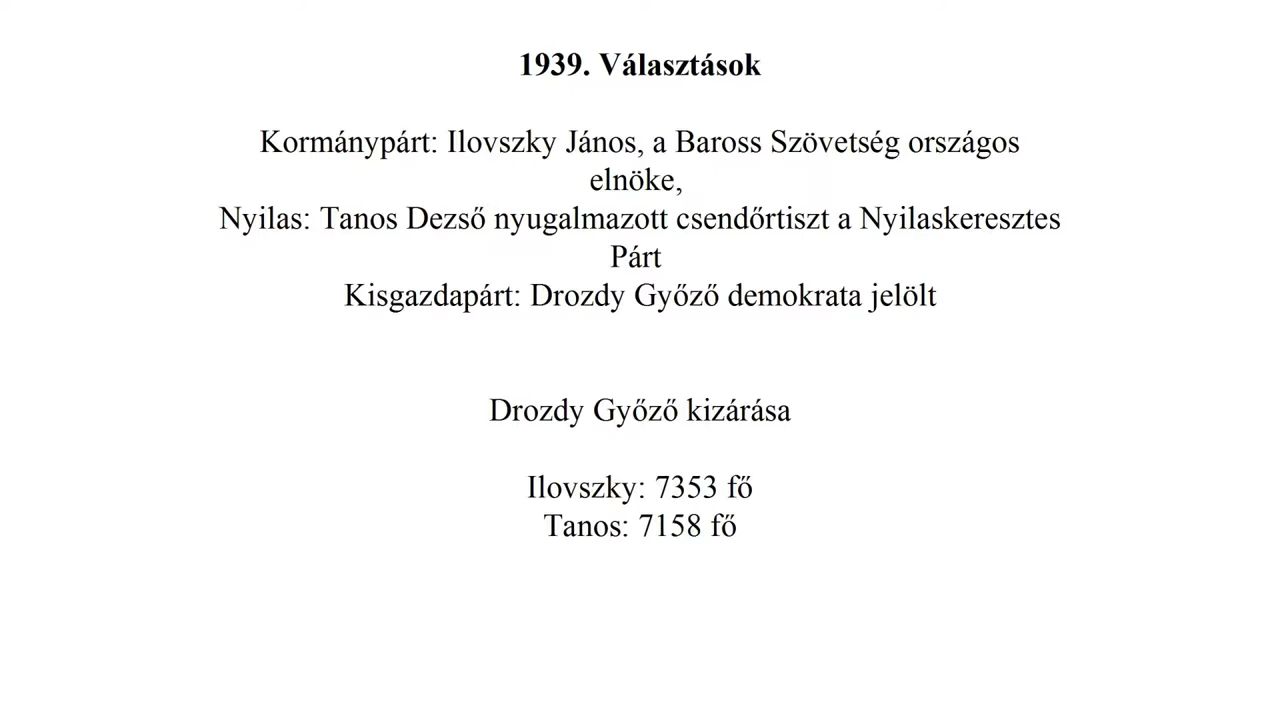 1939. Választások
Kormánypárt: Ilovszky János, a Baross Szövetség országos
elnöke,
Nyilas: Tanos Dezső nyugalmazott csendőrtiszt a Nyilaskeresztes
Párt
Kisgazdapárt: Drozdy Győző demokrata jelölt
Drozdy Győző kizárása
Ilovszky: 7353 fő
Tanos: 7158 fő